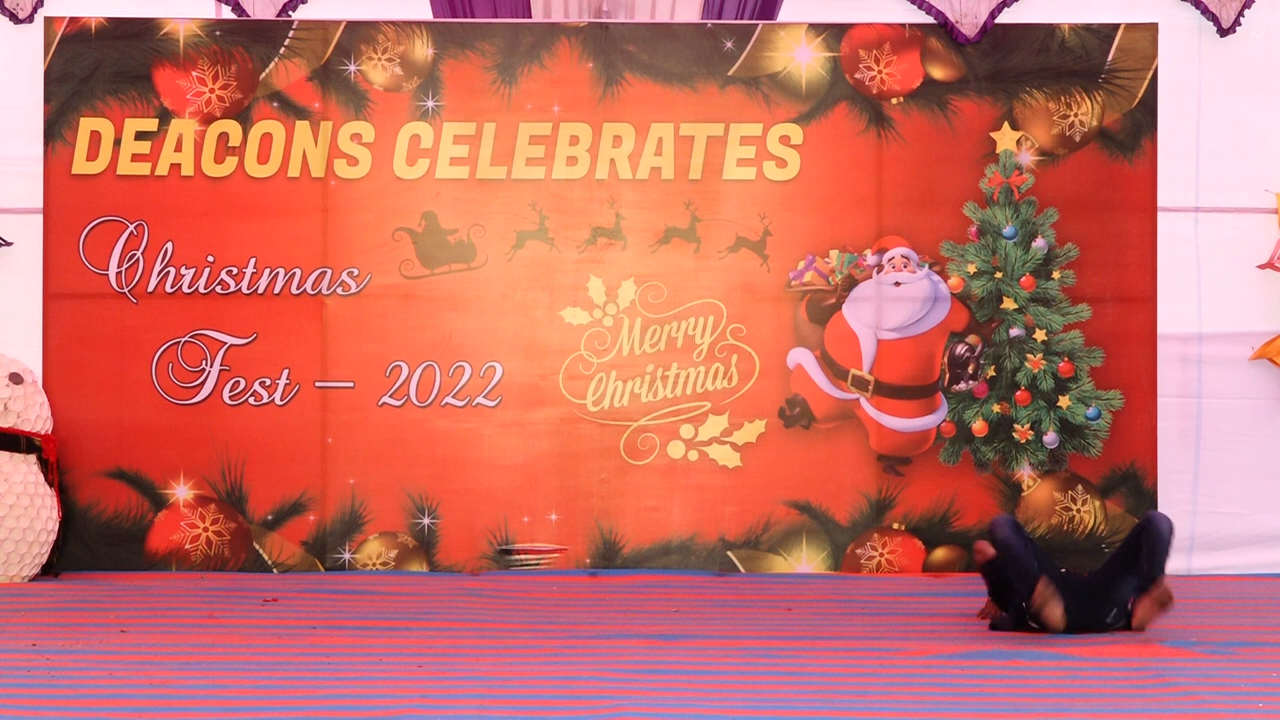 DEACONS CELEBRATES
Christmas
Fest - 2022
Merry
Christmas